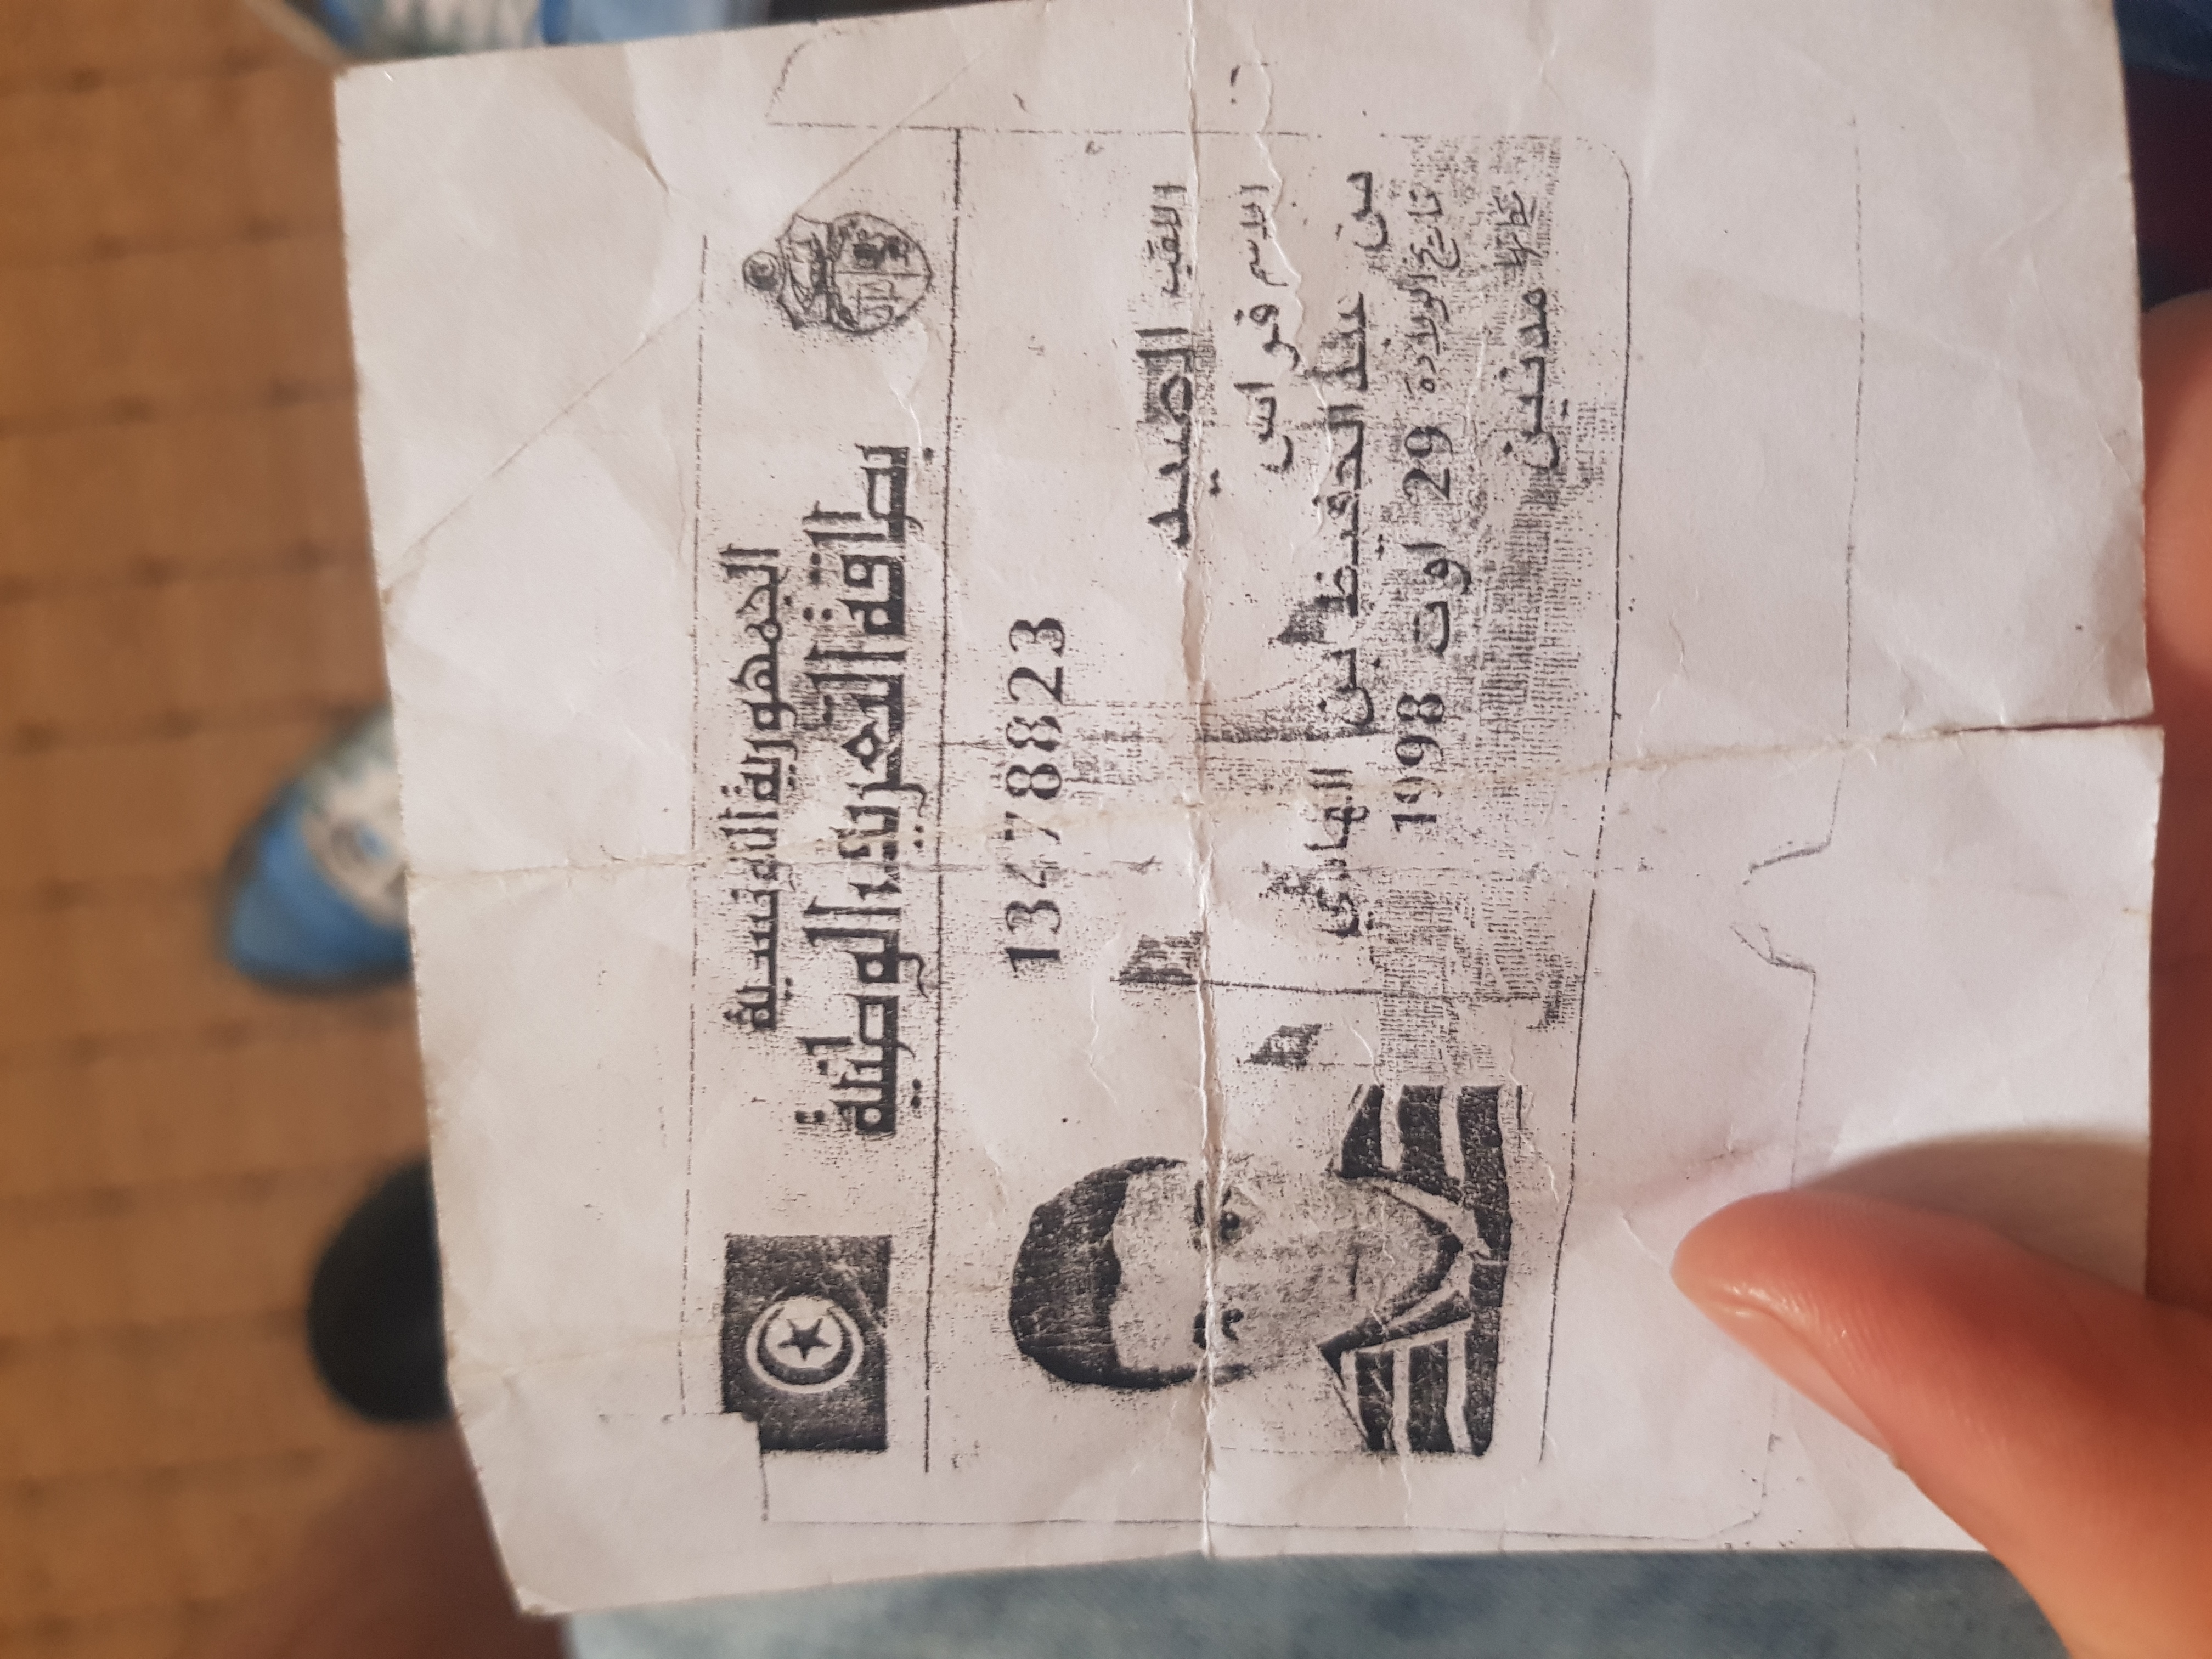 الجمهورية التونسية
بطاقة التعريف الوطنية
13478823
اللقب الصيد
الاسم فراس
بن عبد الحفيظ بن الهادي
تاريخ الولادة 29 اوت 1998
مكانها مدنين